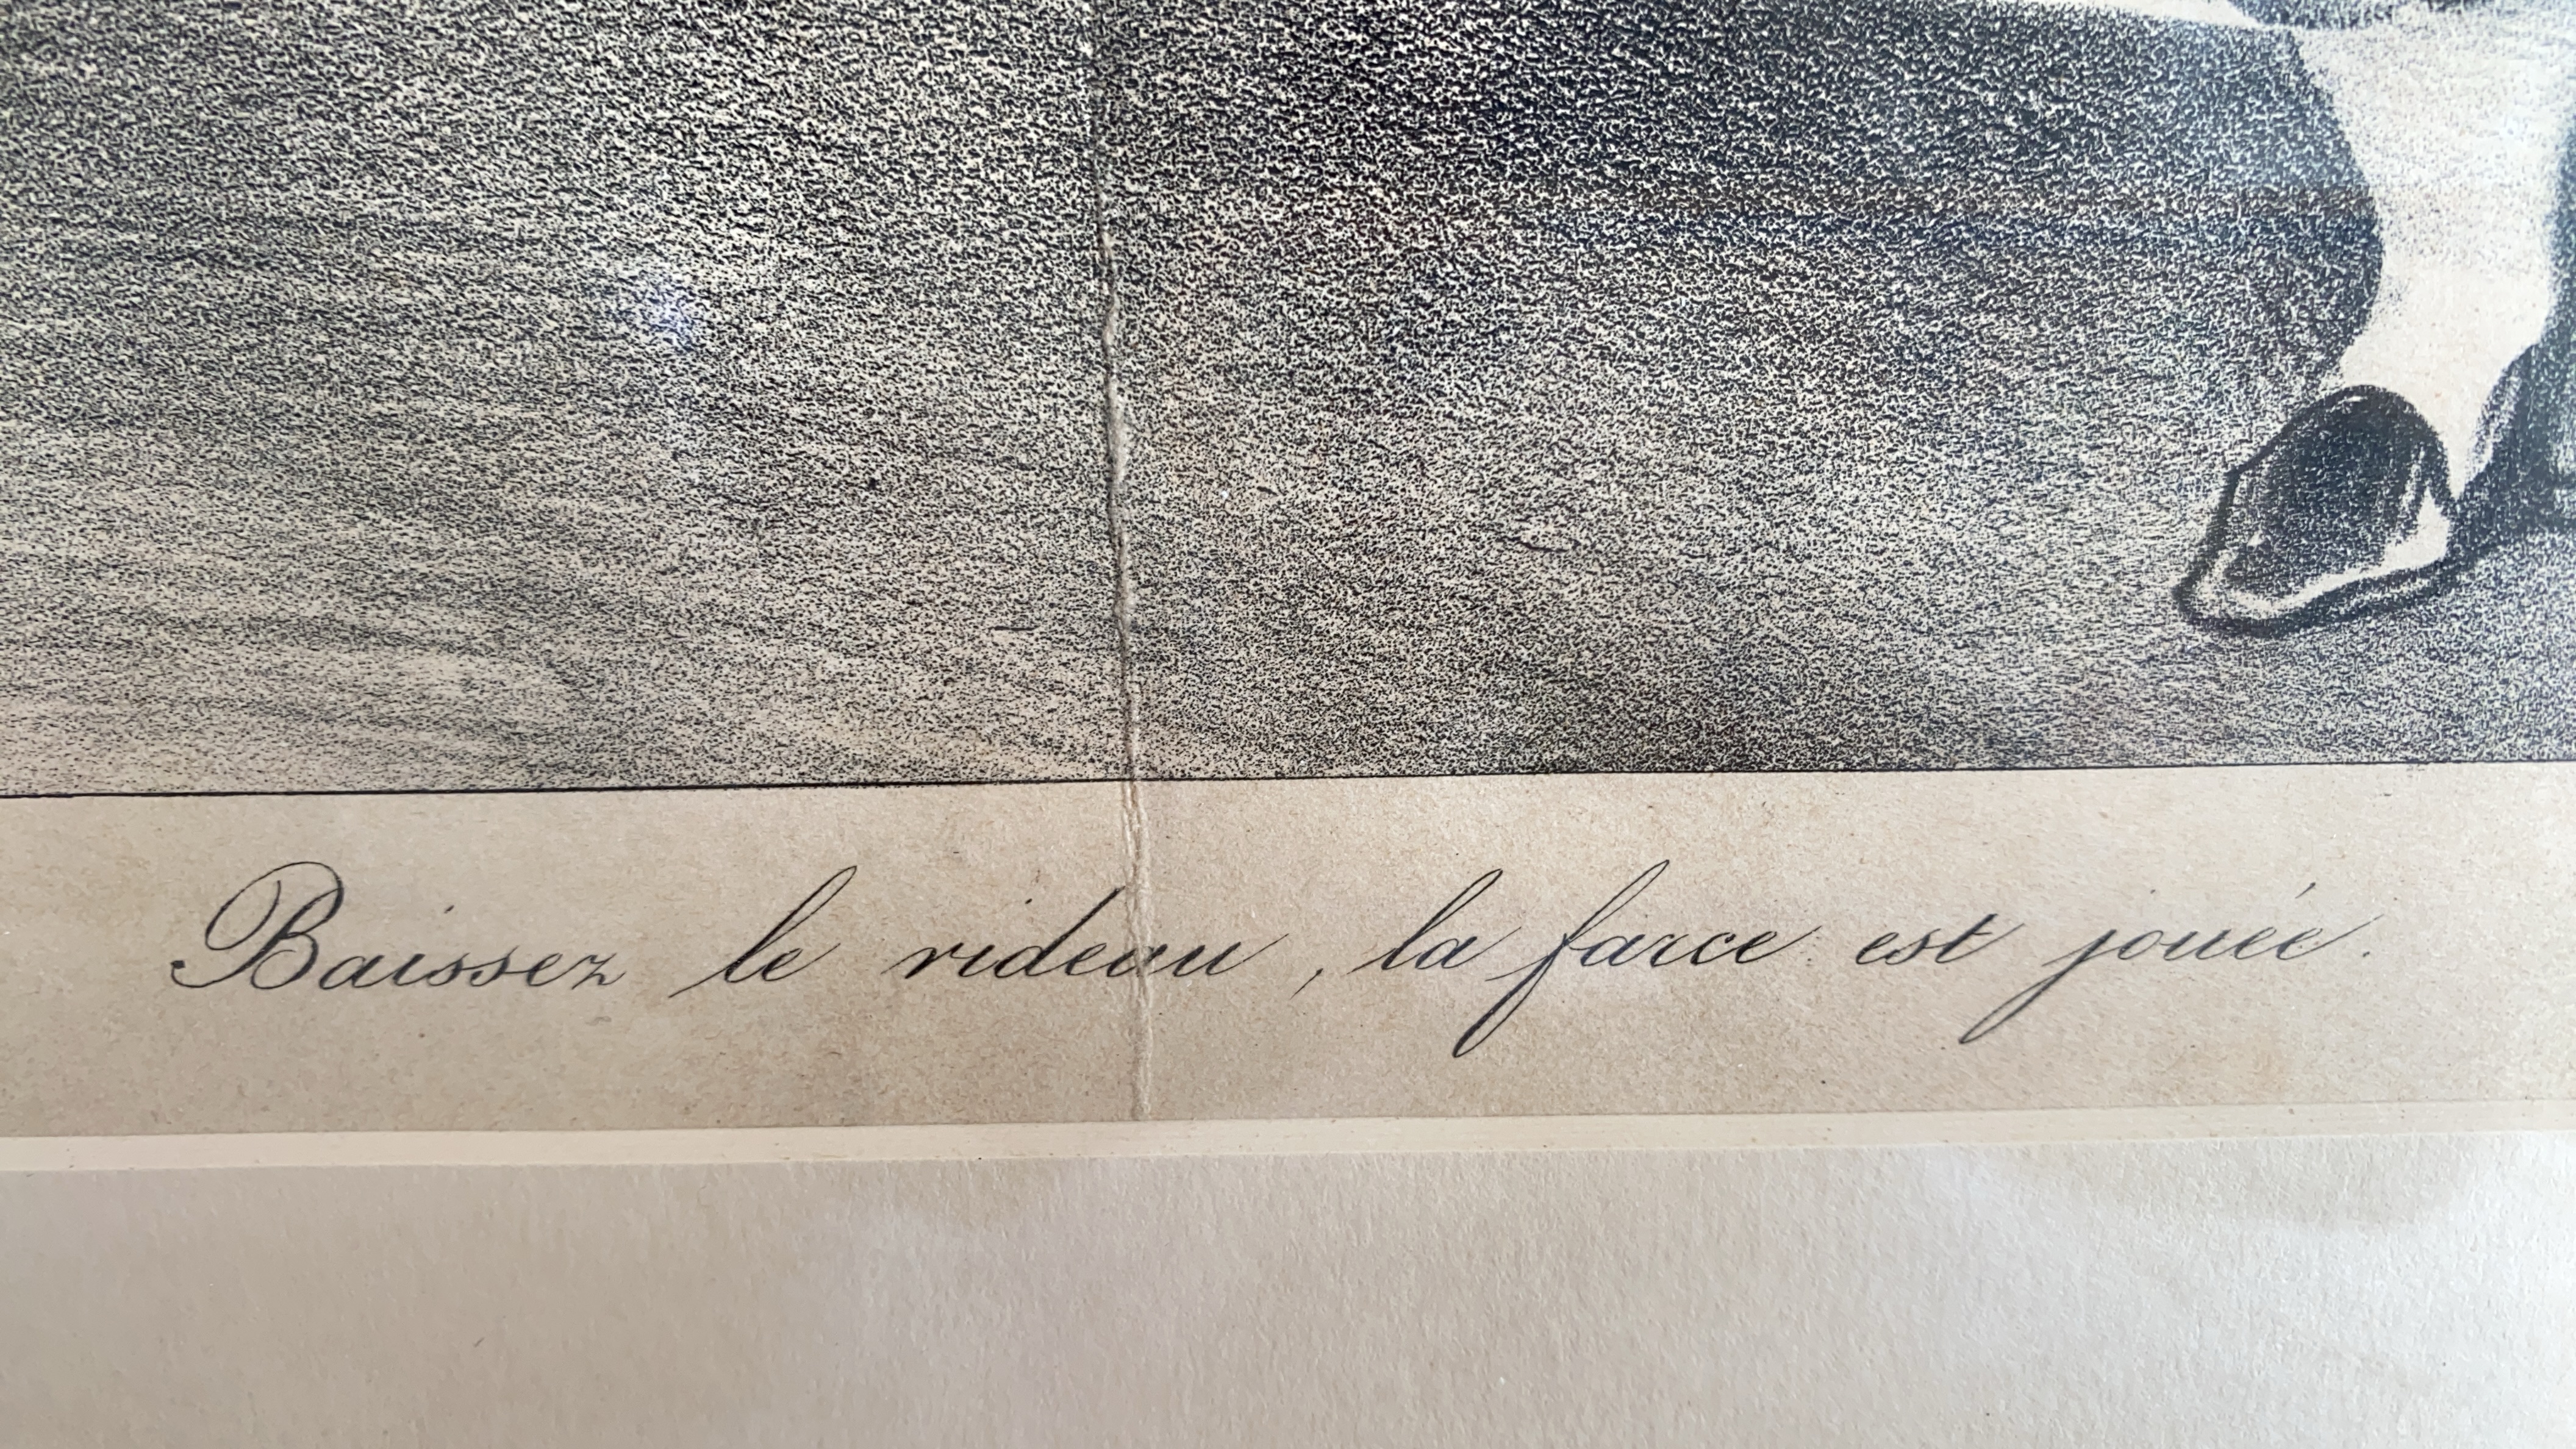 Baissez le rideau, la farce est jouée.